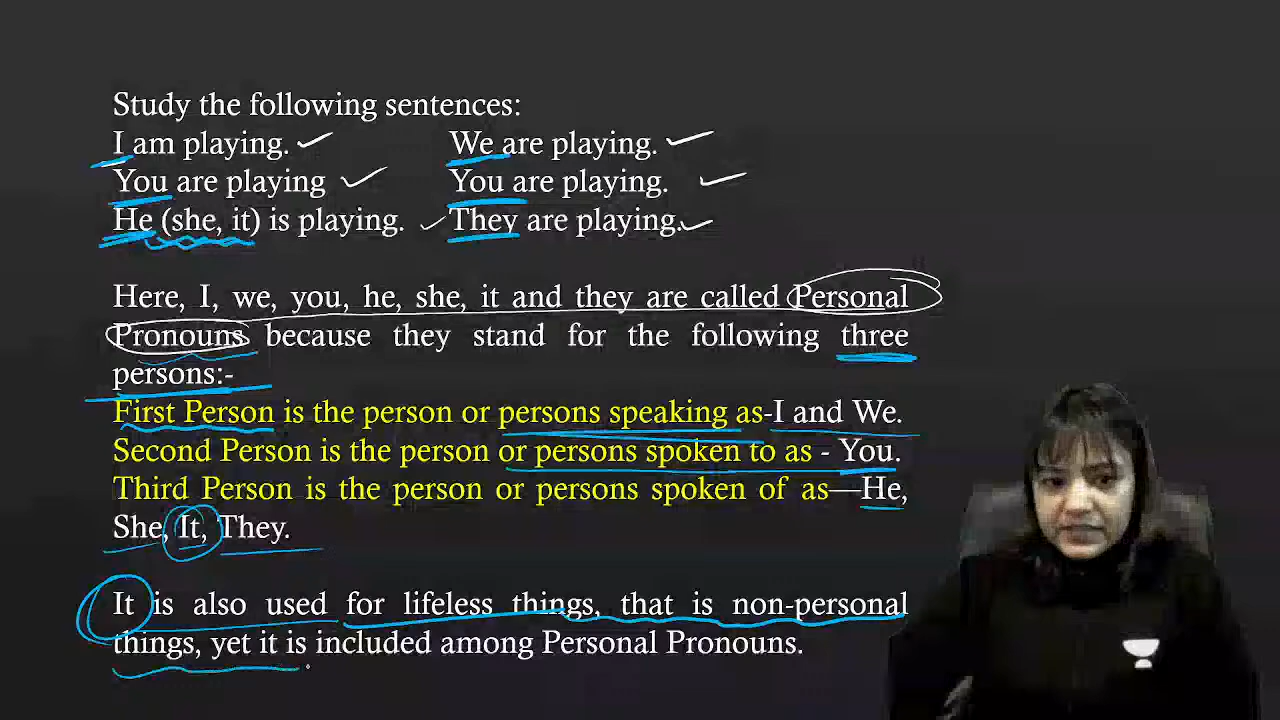 Study the following sentences:
I am playing. We are playing.
You are playing You are playing.
He (she, it) is playing. They are playing.
Here, I, we, you, he, she, it and they are called Personal
Pronouns because they stand for the following three
persons:-
First Person is the person or persons speaking as-I and We.
Second Person is the person or persons spoken to as - You.
Third Person is the person or persons spoken of as—He,
She, It, They.
It is also used for lifeless things, that is non-personal
things, yet it is included among Personal Pronouns.